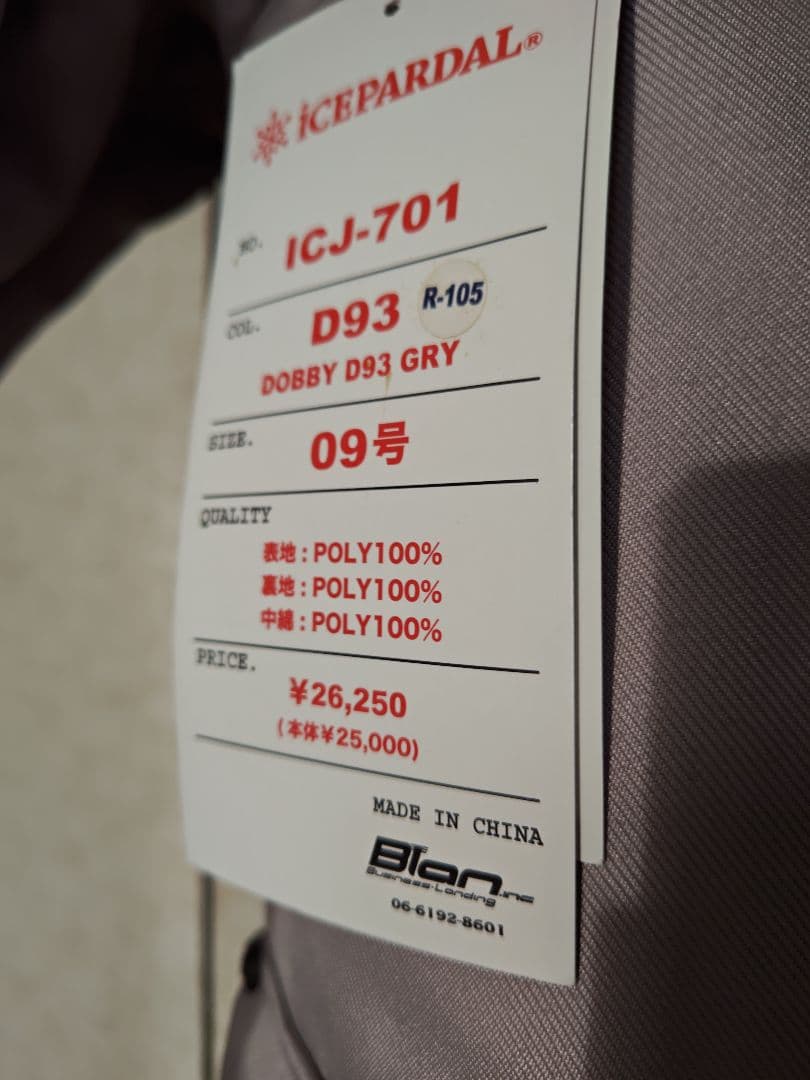 iCEPARDAL®
NO. ICJ-701
COL. D93 R-105
DOBBY D93 GRY
SIZE. 09号
QUALITY
表地：POLY100%
裏地：POLY100%
中綿：POLY100%
PRICE.
¥26,250
(本体¥25,000)
MADE IN CHINA
Blan.inc
Business-Landing
06-6192-8601